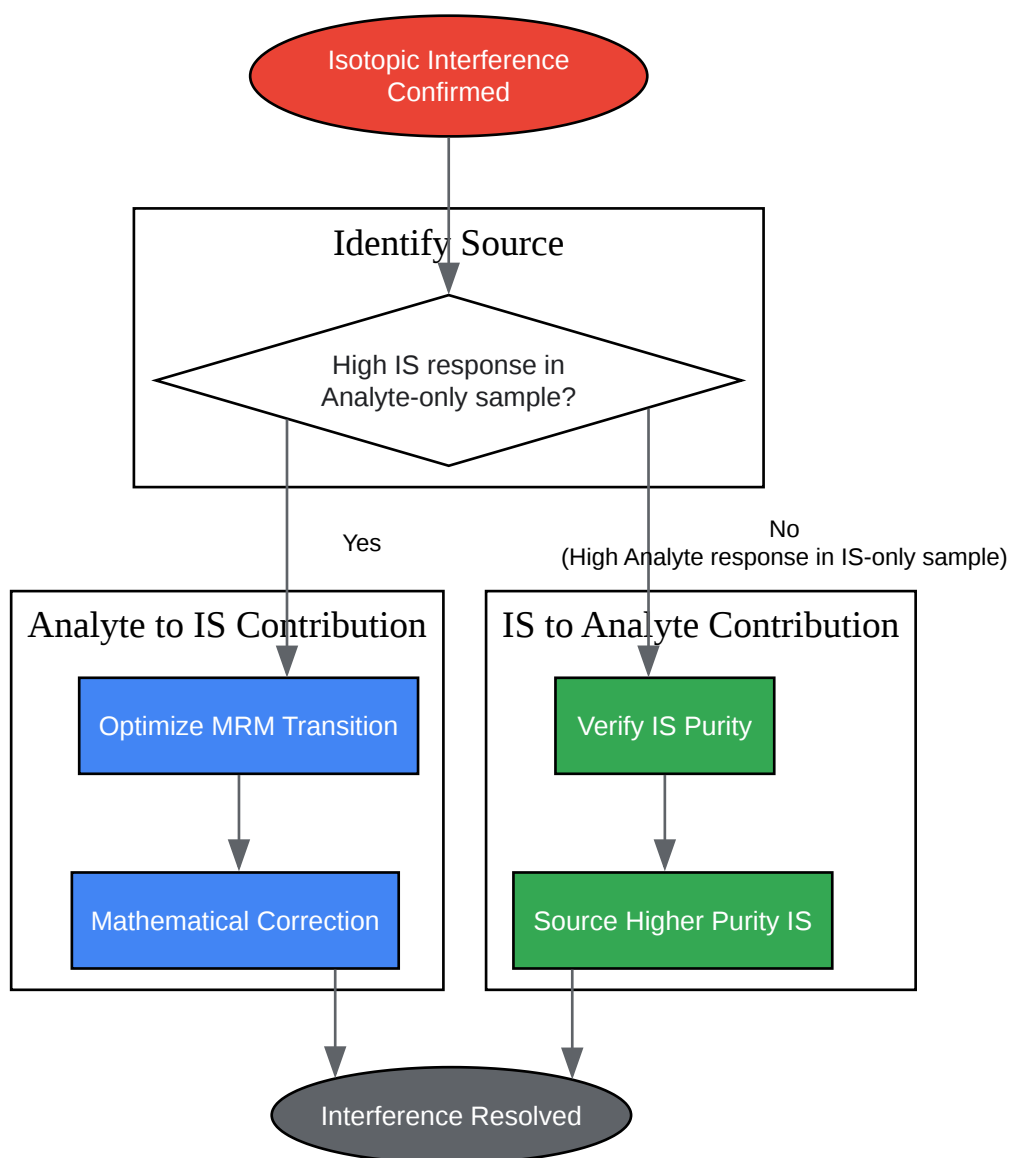 Isotopic Interference
Confirmed
Identify Source
High IS response in
Analyte-only sample?
Yes
No
(High Analyte response in IS-only sample)
Analyte to IS Contribution
IS to Analyte Contribution
Optimize MRM Transition
Verify IS Purity
Mathematical Correction
Source Higher Purity IS
Interference Resolved